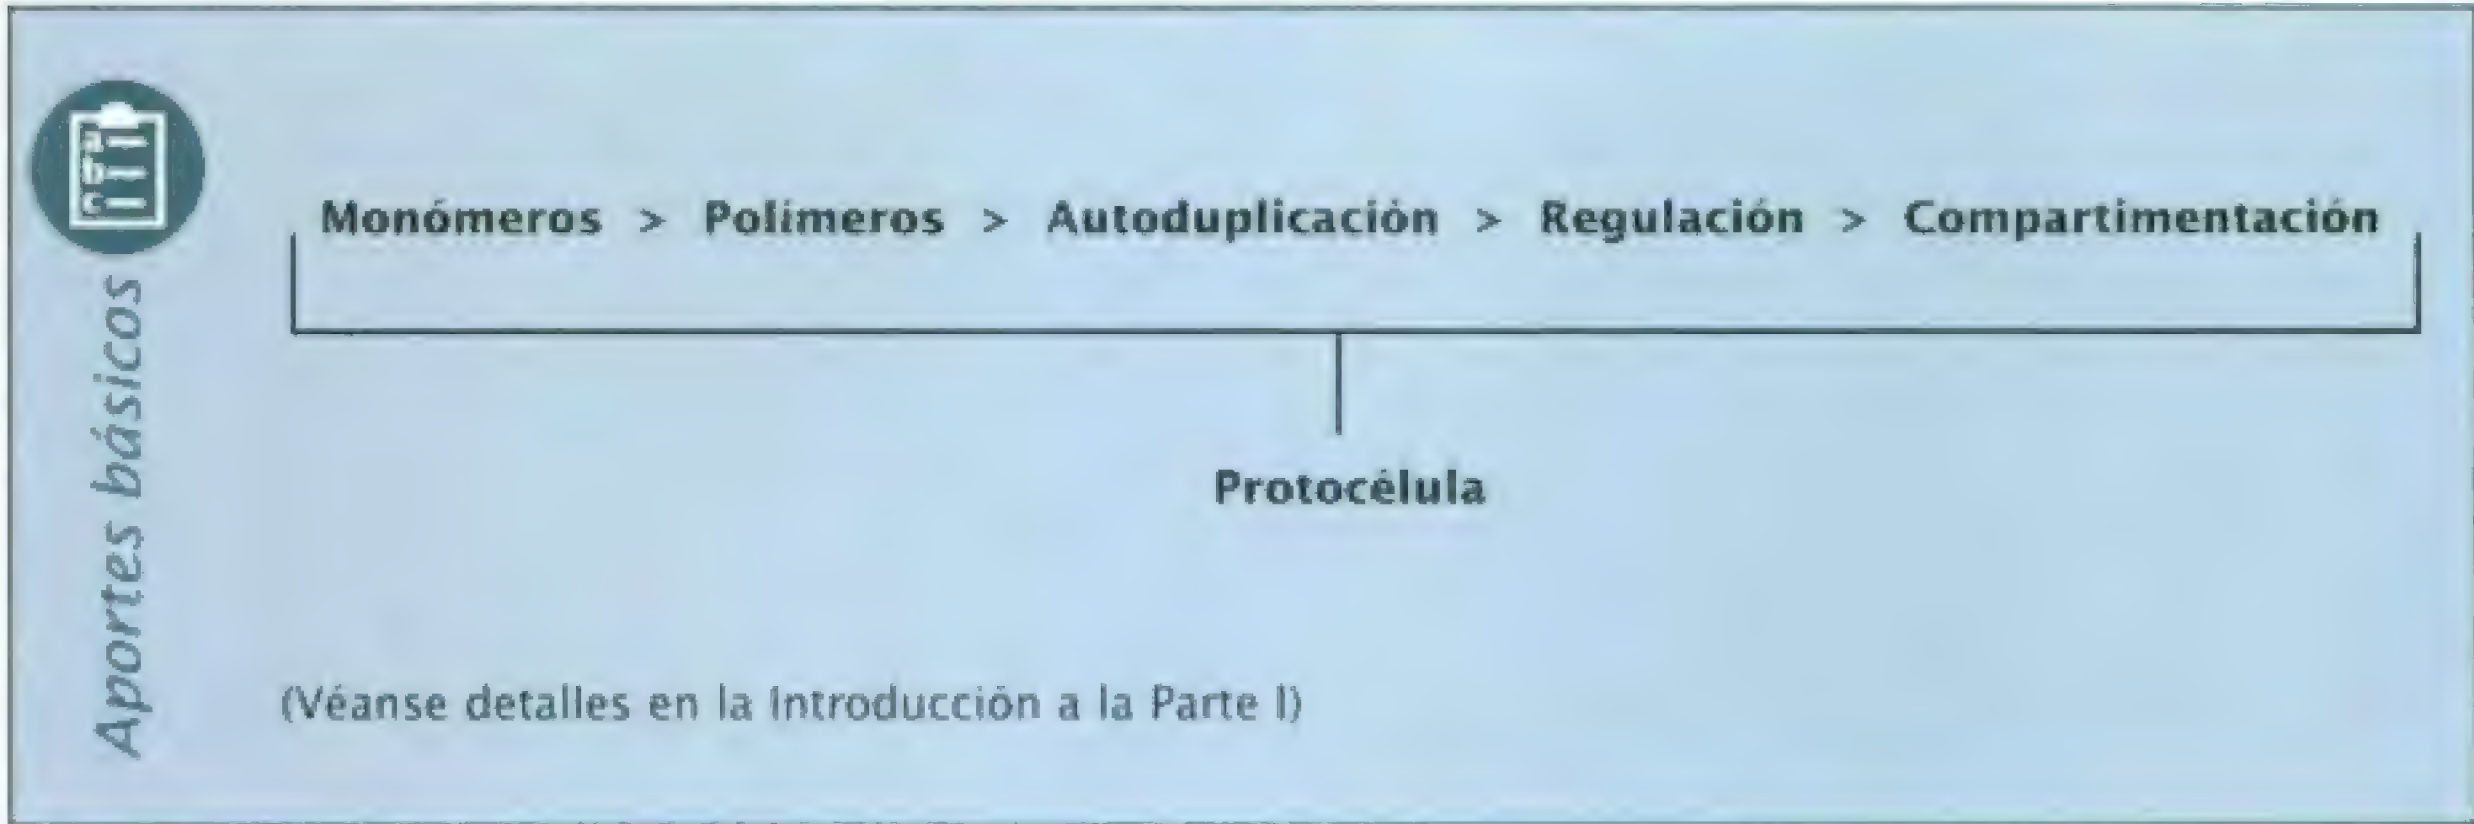 Aportes básicos
Monómeros > Polímeros > Autoduplicación > Regulación > Compartimentación
Protocélula
(Véanse detalles en la Introducción a la Parte I)